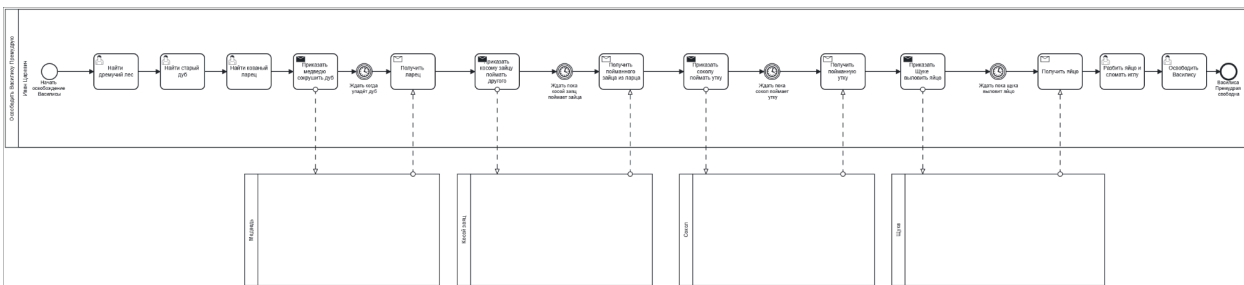 Освободить Василису Премудрую
Иван Царевич
Начать
освобождение
Василисы
Найти
дремучий лес
Найти старый
дуб
Найти кованый
ларец
Приказать
медведю
сокрушить дуб
Ждать когда
упадёт дуб
Получить
ларец
Приказать
косому зайцу
поймать
другого
Ждать пока
косой заяц
поймает зайца
Получить
пойманного
зайца из ларца
Приказать
соколу
поймать утку
Ждать пока
сокол поймает
утку
Получить
пойманную
утку
Приказать
Щуке
выловить яйцо
Ждать пока щука
выловит яйцо
Получить яйцо
Разбить яйцо и
сломать иглу
Освободить
Василису
Василиса
Премудрая
свободна
Медведь
Косой заяц
Сокол
Щука